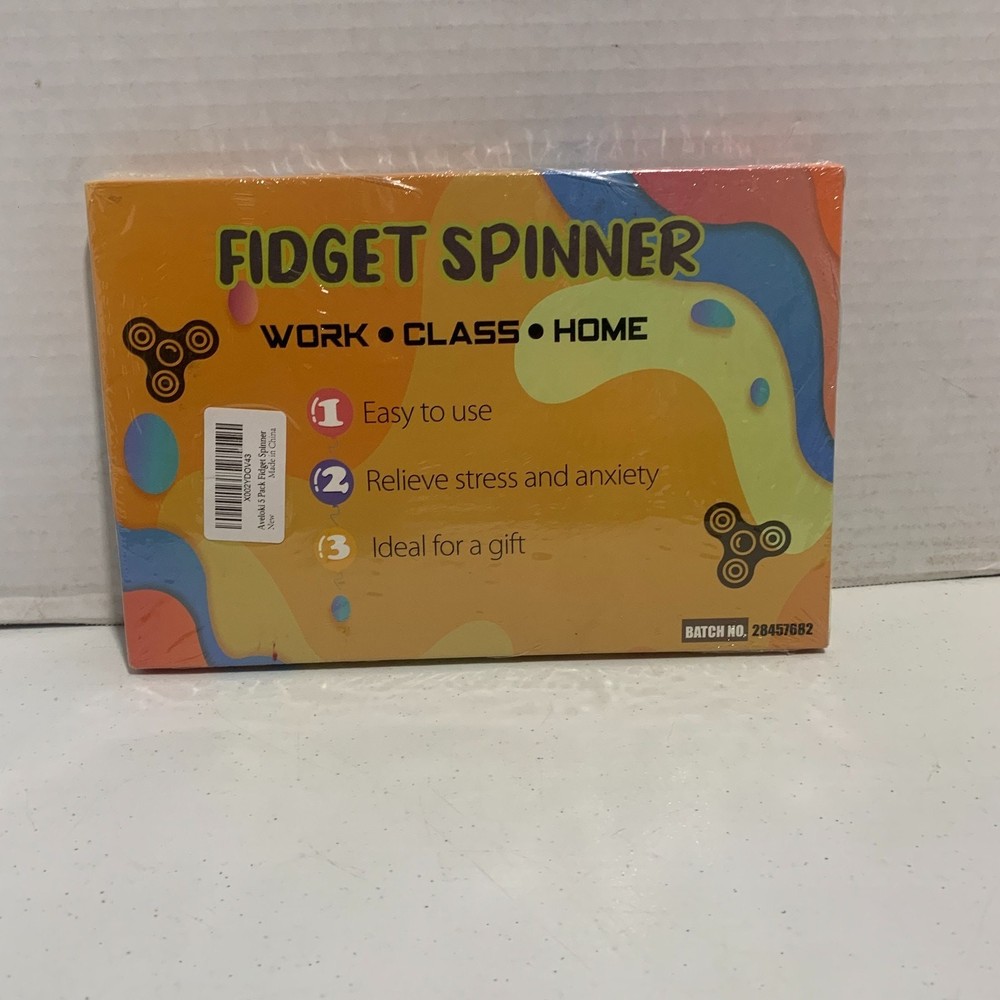 FIDGET SPINNER
WORK • CLASS • HOME
1 Easy to use
2 Relieve stress and anxiety
3 Ideal for a gift
X002YDOV43
Aveloki 5 Pack Fidget Spinner
New
Made in China
BATCH NO. 28457682